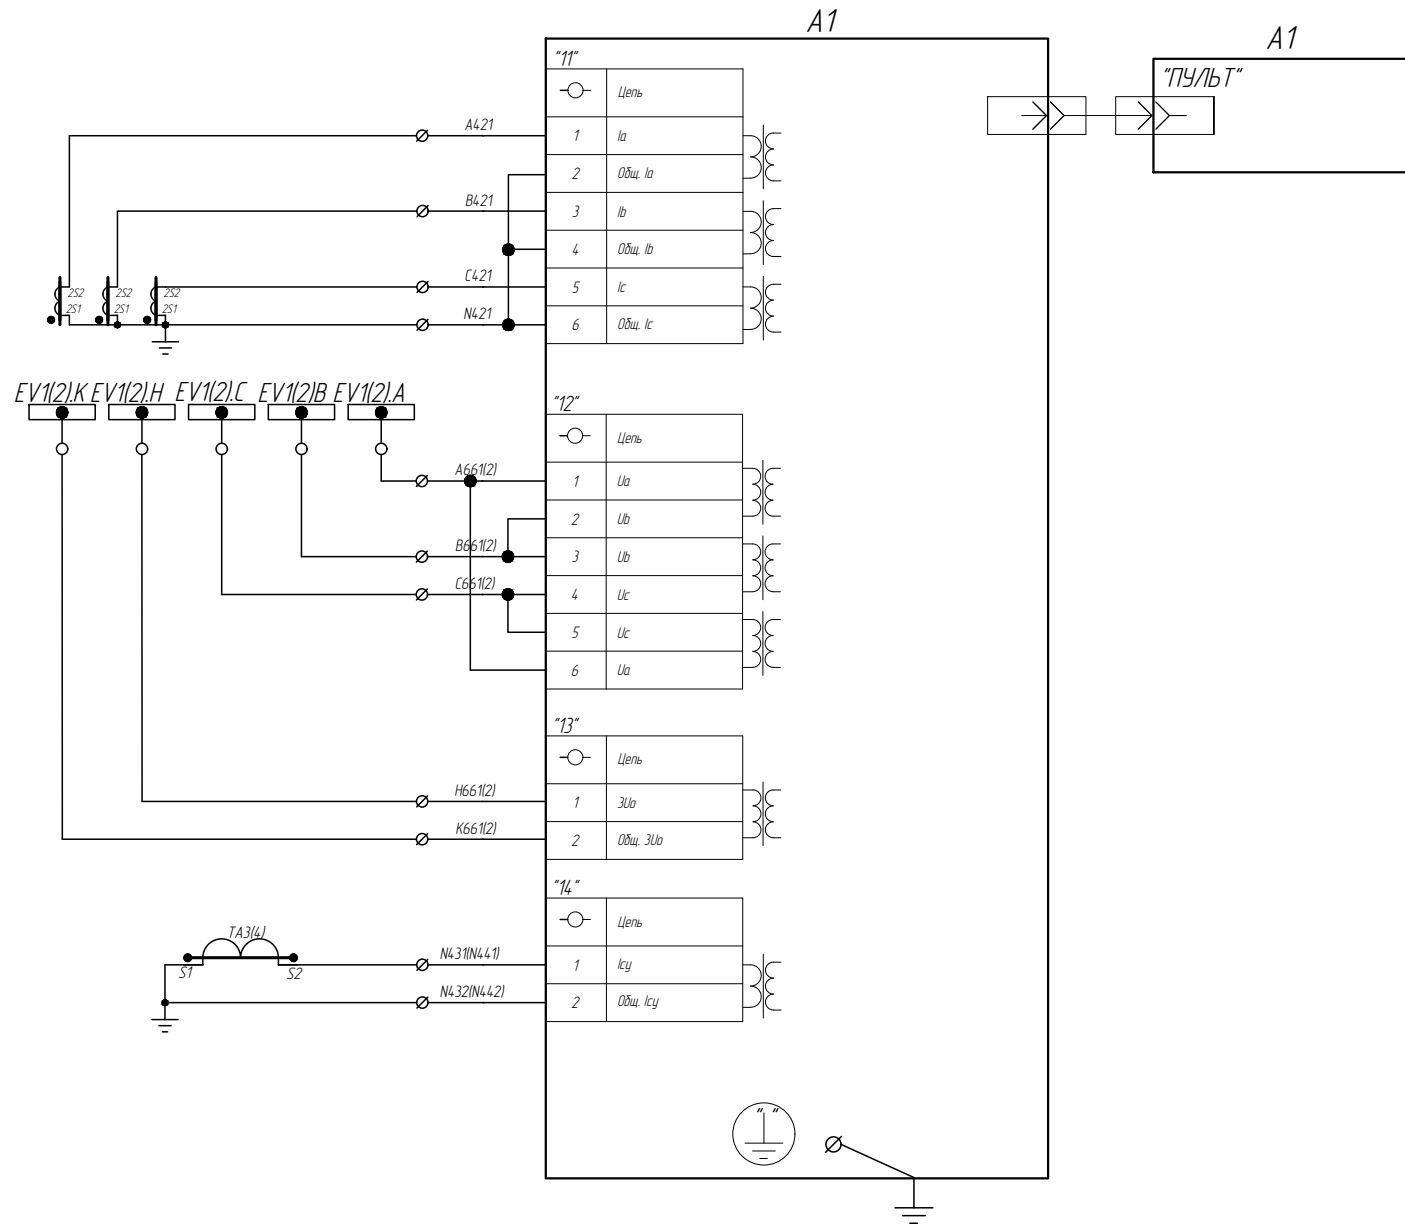 A1
A1
"ПУЛЬТ"
"11"
Цепь
A421
1 Ia
2 Общ. Ia
B421
3 Ib
4 Общ. Ib
C421
5 Ic
N421
6 Общ. Ic
2S2 2S2 2S2
2S1 2S1 2S1
EV1(2).K EV1(2).H EV1(2).C EV1(2)B EV1(2).A
"12"
Цепь
A661(2)
1 Ua
2 Ub
B661(2)
3 Ub
C661(2)
4 Uc
5 Uc
6 Ua
"13"
Цепь
H661(2)
1 3Uo
K661(2)
2 Общ. 3Uo
"14"
Цепь
TA3(4)
S1 S2
N431(N441)
1 Icy
N432(N442)
2 Общ. Icy
" "